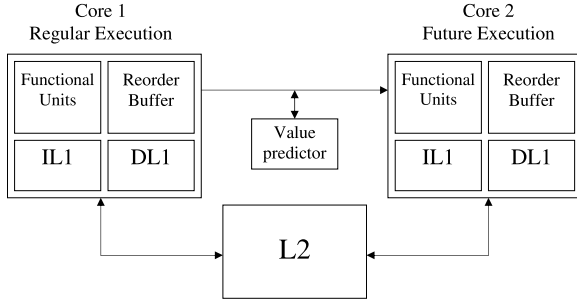 Core 1
Regular Execution
Core 2
Future Execution
Functional
Units
Reorder
Buffer
IL1
DL1
Value
predictor
Functional
Units
Reorder
Buffer
IL1
DL1
L2